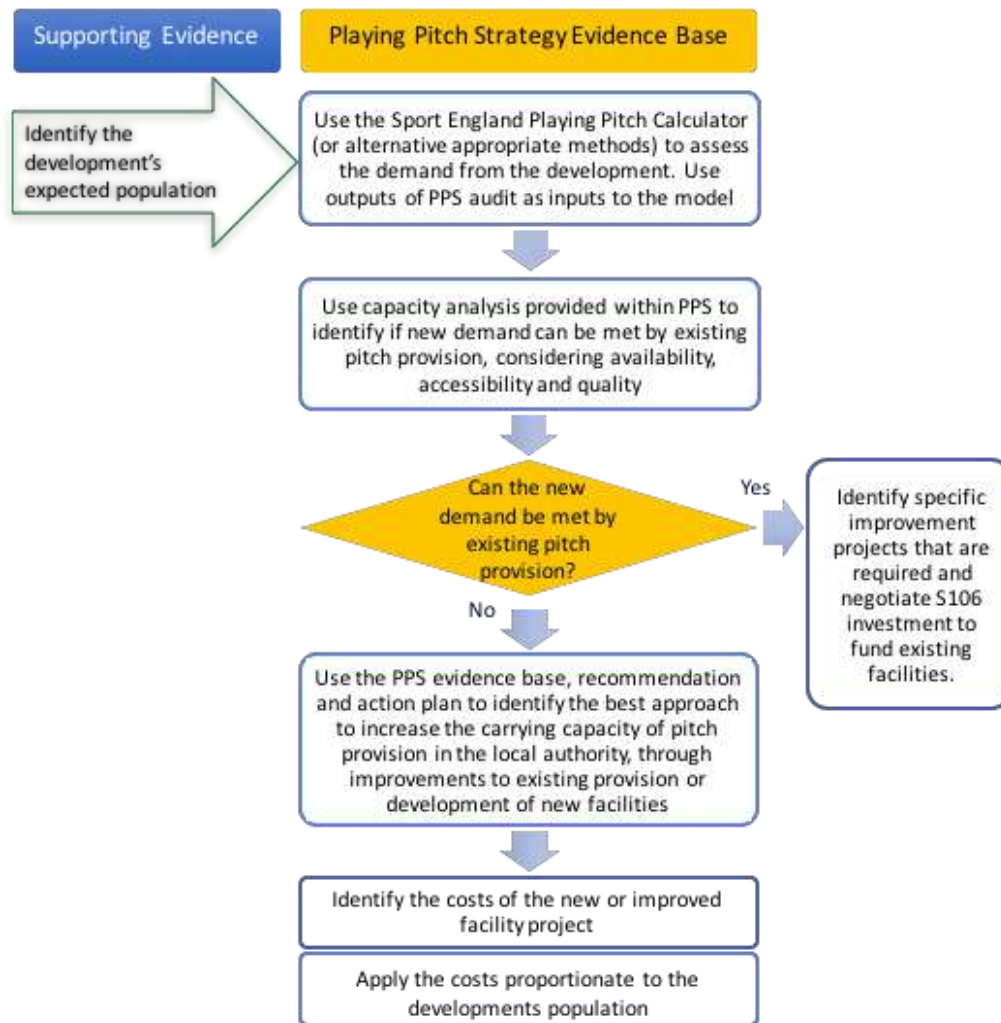 Supporting Evidence
Playing Pitch Strategy Evidence Base
Identify the
development's
expected population
Use the Sport England Playing Pitch Calculator
(or alternative appropriate methods) to assess
the demand from the development. Use
outputs of PPS audit as inputs to the model
Use capacity analysis provided within PPS to
identify if new demand can be met by existing
pitch provision, considering availability,
accessibility and quality
Can the new
demand be met by
existing pitch
provision?
Yes
Identify specific
improvement
projects that are
required and
negotiate S106
investment to
fund existing
facilities.
No
Use the PPS evidence base, recommendation
and action plan to identify the best approach
to increase the carrying capacity of pitch
provision in the local authority, through
improvements to existing provision or
development of new facilities
Identify the costs of the new or improved
facility project
Apply the costs proportionate to the
developments population